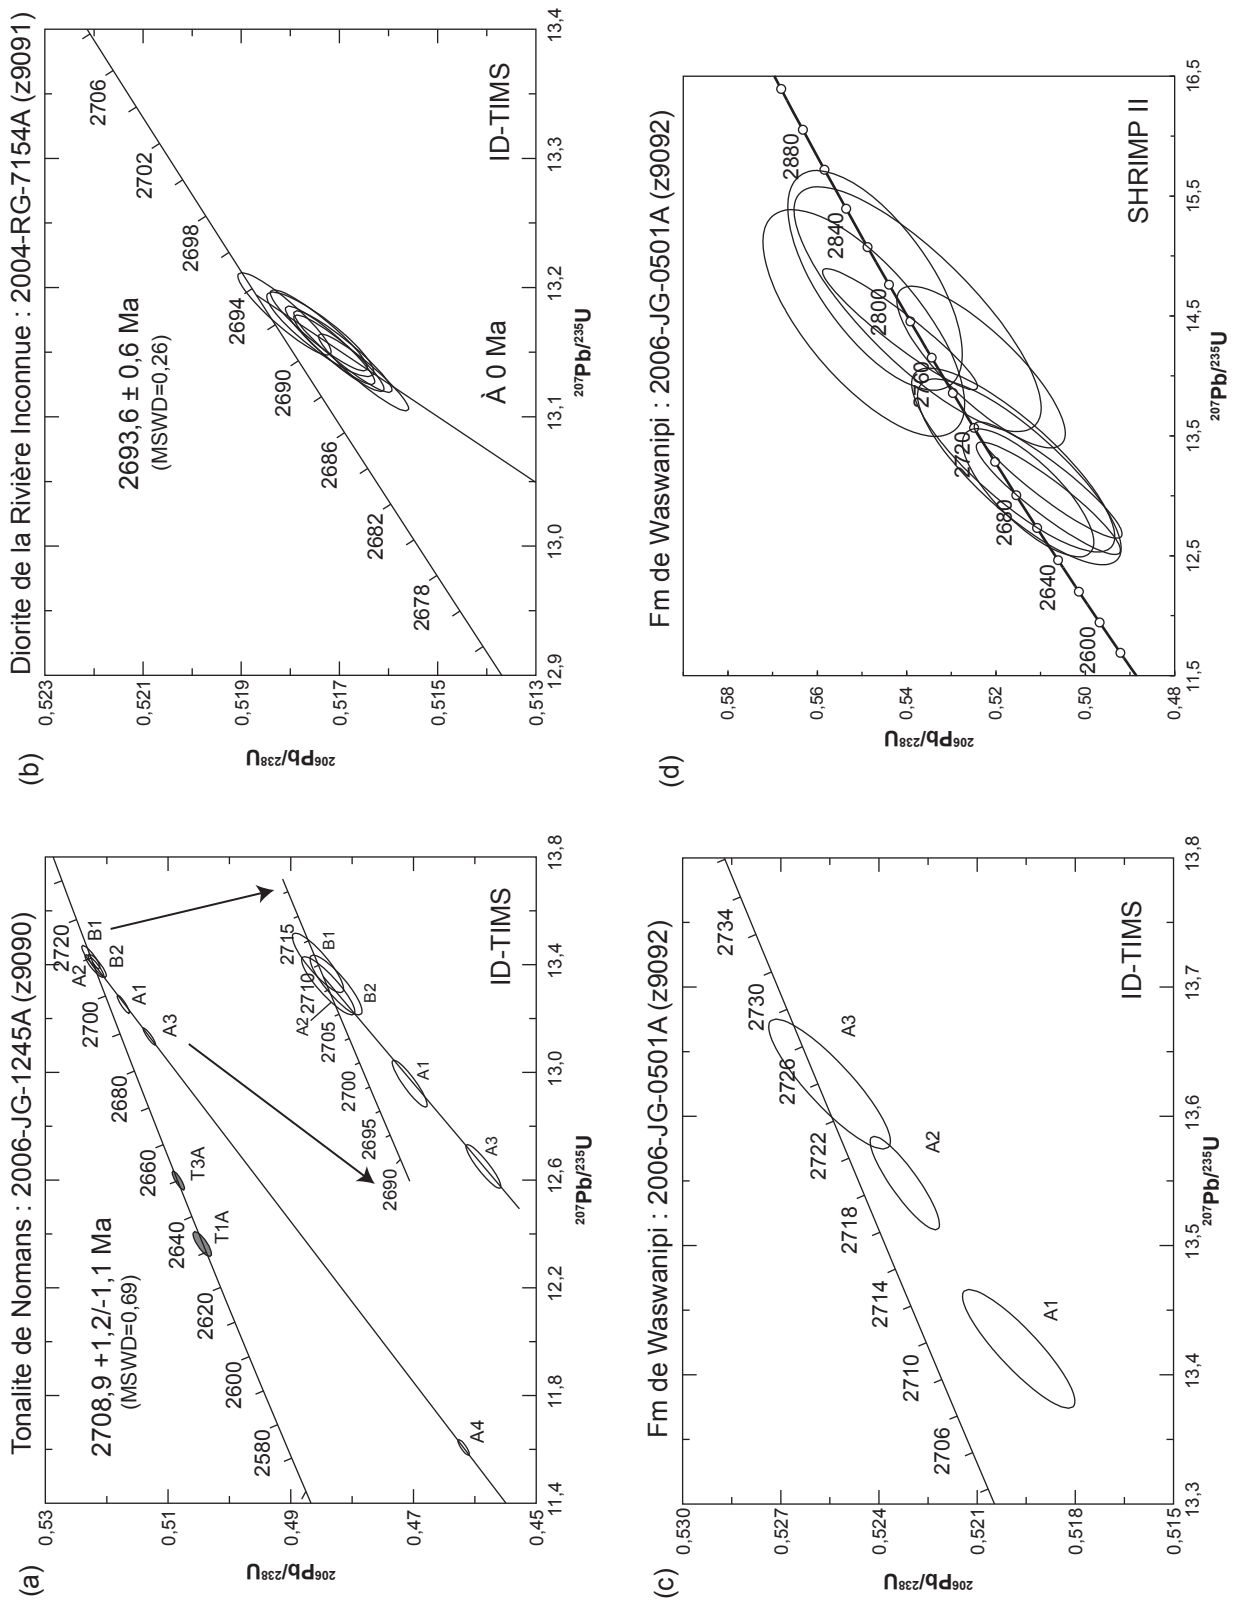 (a)
Tonalite de Nomans : 2006-JG-1245A (z9090)
2708,9 +1,2/-1,1 Ma
(MSWD=0,69)
0,53
0,51
0,49
0,47
0,45
206Pb/238U
11,4
11,8
12,2
12,6
13,0
13,4
13,8
207Pb/235U
2580
2600
2620
2640
2660
2680
2700
2720
T1A
T3A
A4
A3
A1
A2
B2
B1
2690
2695
2700
2705
2710
2715
A3
A1
A2
B2
B1
ID-TIMS
(b)
Diorite de la Rivière Inconnue : 2004-RG-7154A (z9091)
2693,6 ± 0,6 Ma
(MSWD=0,26)
0,523
0,521
0,519
0,517
0,515
0,513
206Pb/238U
12,9
13,0
13,1
13,2
13,3
13,4
207Pb/235U
2678
2682
2686
2690
2694
2698
2702
2706
À 0 Ma
ID-TIMS
(c)
Fm de Waswanipi : 2006-JG-0501A (z9092)
0,530
0,527
0,524
0,521
0,518
0,515
206Pb/238U
13,3
13,4
13,5
13,6
13,7
13,8
207Pb/235U
2706
2710
2714
2718
2722
2726
2730
2734
A1
A2
A3
ID-TIMS
(d)
Fm de Waswanipi : 2006-JG-0501A (z9092)
0,58
0,56
0,54
0,52
0,50
0,48
206Pb/238U
11,5
12,5
13,5
14,5
15,5
16,5
207Pb/235U
2600
2640
2680
2720
2760
2800
2840
2880
SHRIMP II